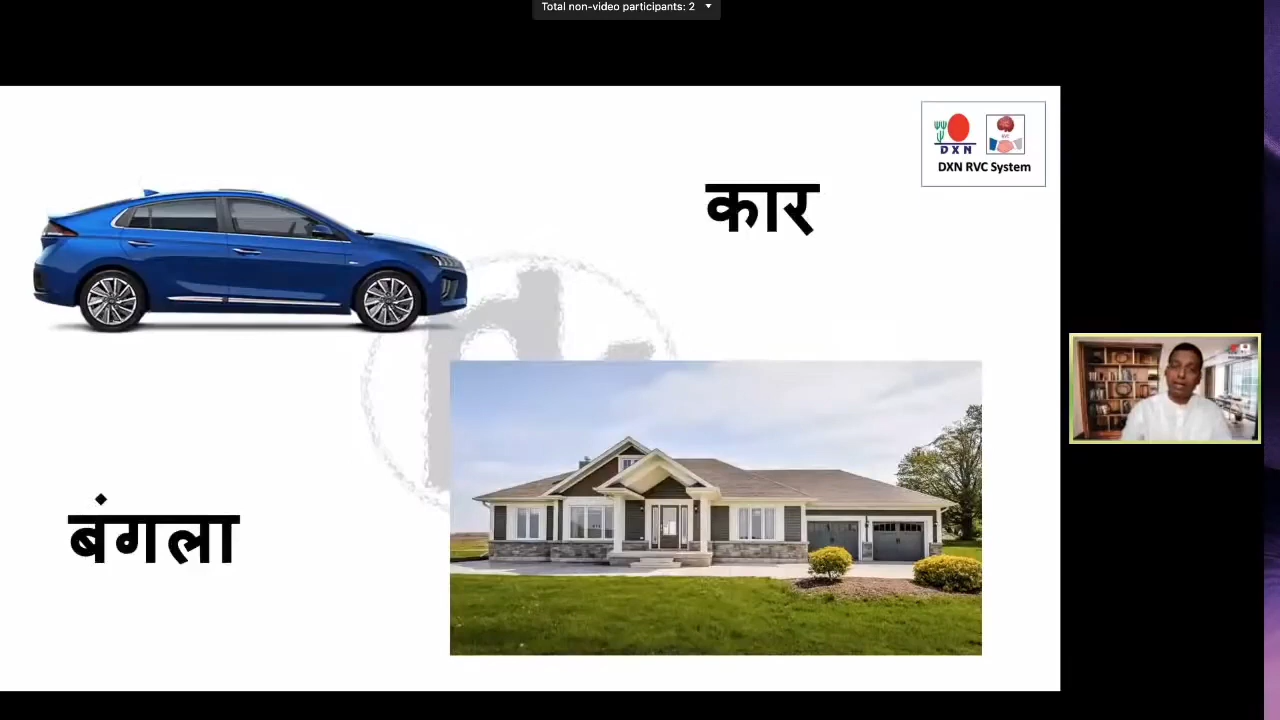 Total non-video participants: 2
DXN
DXN RVC System
कार
बंगला